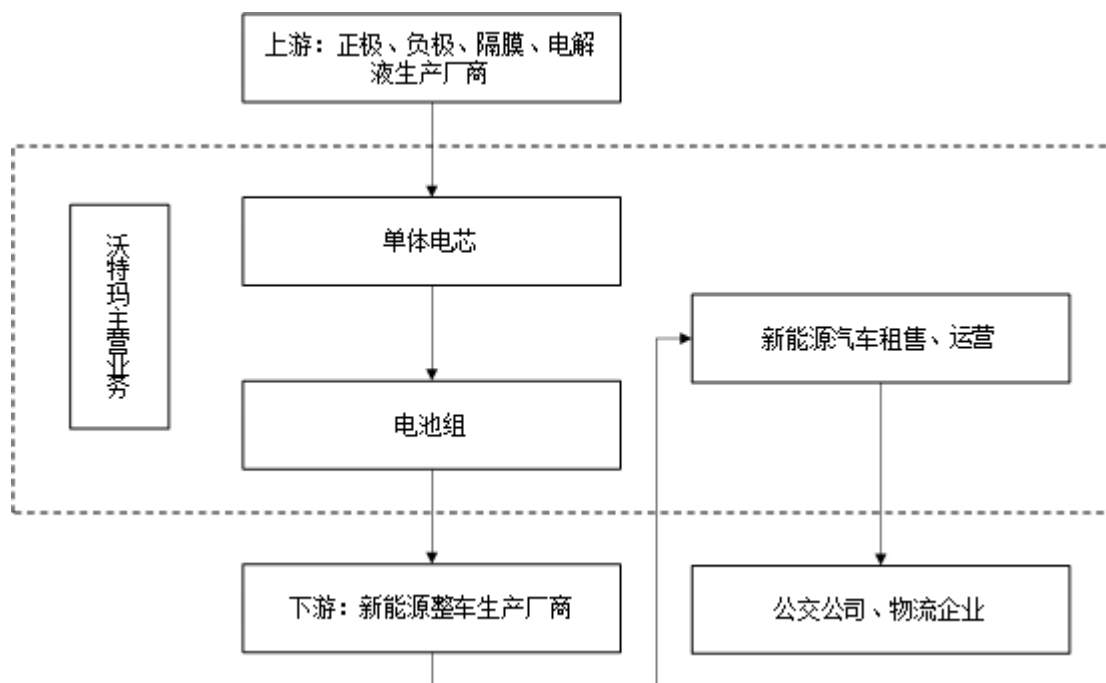 上游：正极、负极、隔膜、电解
液生产厂商
沃特玛主营业务
单体电芯
新能源汽车租售、运营
电池组
下游：新能源整车生产厂商
公交公司、物流企业